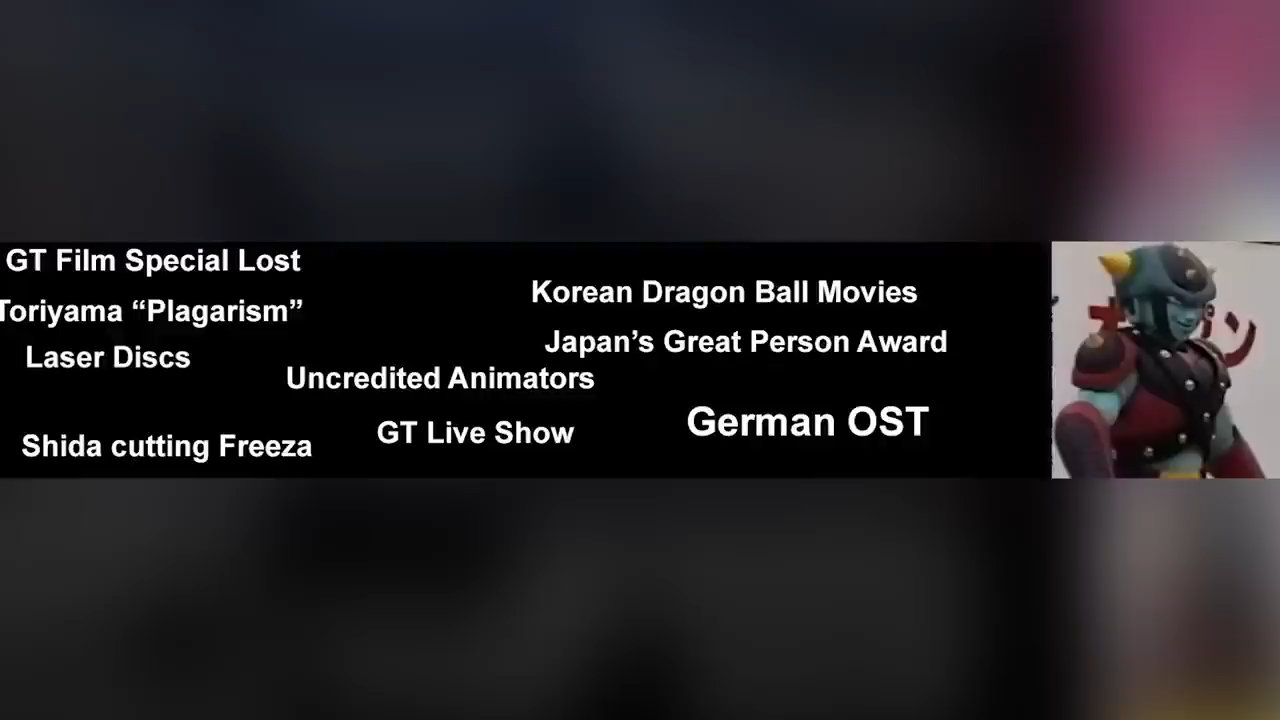 GT Film Special Lost
Toriyama “Plagarism”
Laser Discs
Shida cutting Freeza
Uncredited Animators
GT Live Show
Korean Dragon Ball Movies
Japan’s Great Person Award
German OST